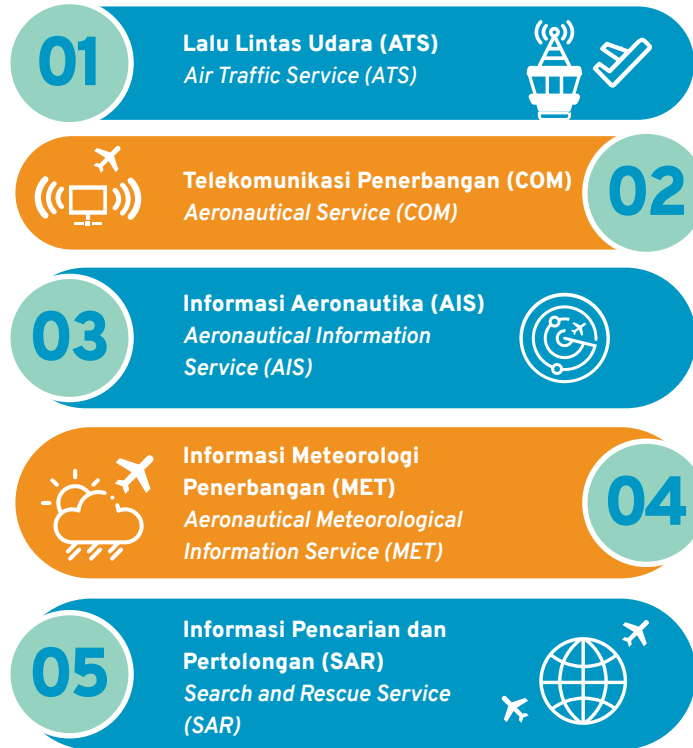 01
Lalu Lintas Udara (ATS)
Air Traffic Service (ATS)
Telekomunikasi Penerbangan (COM)
Aeronautical Service (COM)
02
03
Informasi Aeronautika (AIS)
Aeronautical Information
Service (AIS)
Informasi Meteorologi
Penerbangan (MET)
Aeronautical Meteorological
Information Service (MET)
04
05
Informasi Pencarian dan
Pertolongan (SAR)
Search and Rescue Service
(SAR)